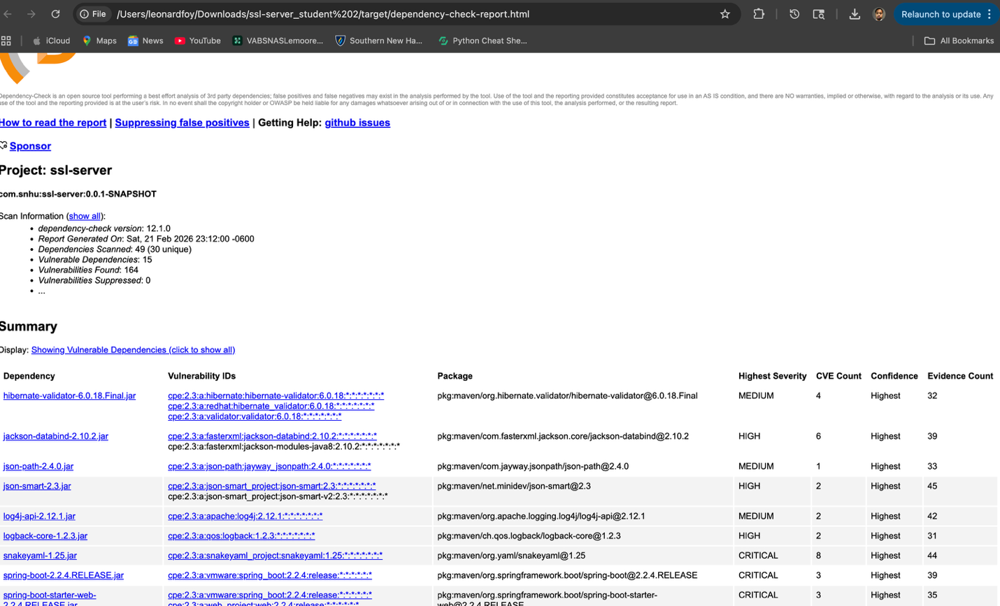 File /Users/leonardfoy/Downloads/ssl-server_student%202/target/dependency-check-report.html Relaunch to update
iCloud Maps News YouTube VABSNASLemoore... Southern New Ha... Python Cheat She... All Bookmarks
Dependency-Check is an open source tool performing a best effort analysis of 3rd party dependencies; false positives and false negatives may exist in the analysis performed by the tool. Use of the tool and the reporting provided constitutes acceptance for use in an AS IS condition, and there are NO warranties, implied or otherwise, with regard to the analysis or its use. Any
use of the tool and the reporting provided is at the user's risk. In no event shall the copyright holder or OWASP be held liable for any damages whatsoever arising out of or in connection with the use of this tool, the analysis performed, or the resulting report.
How to read the report | Suppressing false positives | Getting Help: github issues
Sponsor
Project: ssl-server
com.snhu:ssl-server:0.0.1-SNAPSHOT
Scan Information (show all):
• dependency-check version: 12.1.0
• Report Generated On: Sat, 21 Feb 2026 23:12:00 -0600
• Dependencies Scanned: 49 (30 unique)
• Vulnerable Dependencies: 15
• Vulnerabilities Found: 164
• Vulnerabilities Suppressed: 0
• ...
Summary
Display: Showing Vulnerable Dependencies (click to show all)
Dependency Vulnerability IDs Package Highest Severity CVE Count Confidence Evidence Count
hibernate-validator-6.0.18.Final.jar cpe:2.3:a:hibernate:hibernate-validator:6.0.18:*:*:*:*:*:*:* pkg:maven/org.hibernate.validator/hibernate-validator@6.0.18.Final MEDIUM 4 Highest 32
cpe:2.3:a:redhat:hibernate_validator:6.0.18:*:*:*:*:*:*:*
cpe:2.3:a:validator:validator:6.0.18:*:*:*:*:*:*:*
jackson-databind-2.10.2.jar cpe:2.3:a:fasterxml:jackson-databind:2.10.2:*:*:*:*:*:*:* pkg:maven/com.fasterxml.jackson.core/jackson-databind@2.10.2 HIGH 6 Highest 39
cpe:2.3:a:fasterxml:jackson-modules-java8:2.10.2:*:*:*:*:*:*:*
json-path-2.4.0.jar cpe:2.3:a:json-path:jayway_jsonpath:2.4.0:*:*:*:*:*:*:* pkg:maven/com.jayway.jsonpath/json-path@2.4.0 MEDIUM 1 Highest 33
json-smart-2.3.jar cpe:2.3:a:json-smart_project:json-smart:2.3:*:*:*:*:*:*:* pkg:maven/net.minidev/json-smart@2.3 HIGH 2 Highest 45
cpe:2.3:a:json-smart_project:json-smart-v2:2.3:*:*:*:*:*:*:*
log4j-api-2.12.1.jar cpe:2.3:a:apache:log4j:2.12.1:*:*:*:*:*:*:* pkg:maven/org.apache.logging.log4j/log4j-api@2.12.1 MEDIUM 2 Highest 42
logback-core-1.2.3.jar cpe:2.3:a:qos:logback:1.2.3:*:*:*:*:*:*:* pkg:maven/ch.qos.logback/logback-core@1.2.3 HIGH 2 Highest 31
snakeyaml-1.25.jar cpe:2.3:a:snakeyaml_project:snakeyaml:1.25:*:*:*:*:*:*:* pkg:maven/org.yaml/snakeyaml@1.25 CRITICAL 8 Highest 44
spring-boot-2.2.4.RELEASE.jar cpe:2.3:a:vmware:spring_boot:2.2.4:release:*:*:*:*:*:* pkg:maven/org.springframework.boot/spring-boot@2.2.4.RELEASE CRITICAL 3 Highest 39
spring-boot-starter-web- cpe:2.3:a:vmware:spring_boot:2.2.4:release:*:*:*:*:*:* pkg:maven/org.springframework.boot/spring-boot-starter- CRITICAL 3 Highest 35
2.2.4.RELEASE.jar cpe:2.3:a:web_project:web:2.2.4:release:*:*:*:*:*:* web@2.2.4.RELEASE